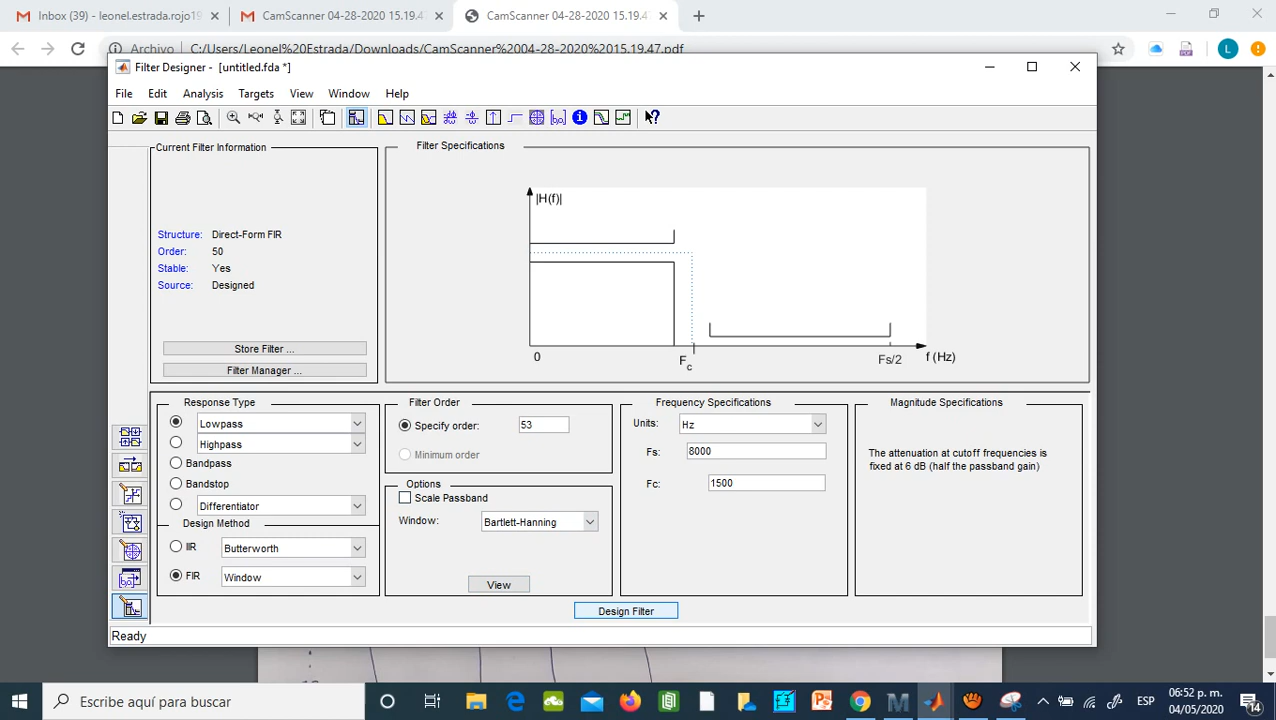 Inbox (39) - leonel.estrada.rojo19
CamScanner 04-28-2020 15.19.47
CamScanner 04-28-2020 15.19.47
Archivo
C:/Users/Leonel%20Estrada/Downloads/CamScanner%2004-28-2020%2015.19.47.pdf
L
Filter Designer - [untitled.fda *]
File Edit Analysis Targets View Window Help
Current Filter Information
Structure: Direct-Form FIR
Order: 50
Stable: Yes
Source: Designed
Store Filter ...
Filter Manager ...
Filter Specifications
|H(f)|
0
Fc
Fs/2
f (Hz)
Response Type
Lowpass
Highpass
Bandpass
Bandstop
Differentiator
Design Method
IIR Butterworth
FIR Window
Filter Order
Specify order: 53
Minimum order
Options
Scale Passband
Window: Bartlett-Hanning
View
Frequency Specifications
Units: Hz
Fs: 8000
Fc: 1500
Magnitude Specifications
The attenuation at cutoff frequencies is
fixed at 6 dB (half the passband gain)
Design Filter
Ready
Escribe aquí para buscar
ESP
06:52 p. m.
04/05/2020
14